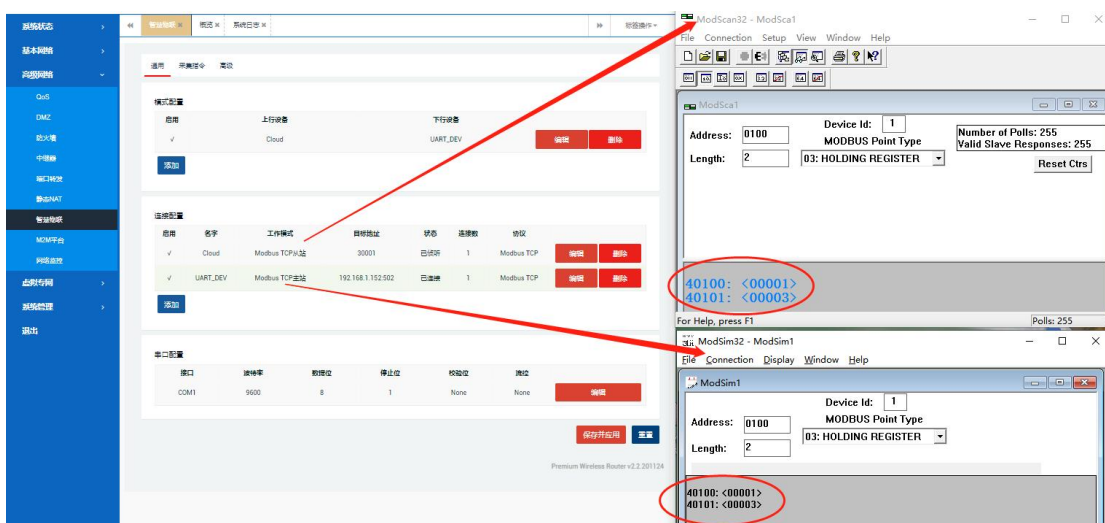 系统状态
基本网络
高级网络
QoS
DMZ
防火墙
中继器
端口转发
静态NAT
智慧物联
M2M平台
网络监控
点对专网
系统管理
退出
智慧物联 概览 系统日志
标签操作
通用 采集指令 高级
模式配置
启用 上行设备 下行设备
√ Cloud UART_DEV 编辑 删除
添加
连接配置
启用 名字 工作模式 目标地址 状态 连接数 协议
√ Cloud Modbus TCP从站 30001 已侦听 1 Modbus TCP 编辑 删除
√ UART_DEV Modbus TCP主站 192.168.1.152:502 已连接 1 Modbus TCP 编辑 删除
添加
串口配置
接口 波特率 数据位 停止位 校验位 流控
COM1 9600 8 1 None None 编辑
保存并应用 重置
Premium Wireless Router v2.2.201124
ModScan32 - ModSca1
File Connection Setup View Window Help
ModSca1
Address: 0100
Device Id: 1
MODBUS Point Type
Length: 2
03: HOLDING REGISTER
Number of Polls: 255
Valid Slave Responses: 255
Reset Ctrs
40100: <00001>
40101: <00003>
For Help, press F1 Polls: 255
ModSim32 - ModSim1
File Connection Display Window Help
ModSim1
Device Id: 1
Address: 0100
MODBUS Point Type
03: HOLDING REGISTER
Length: 2
40100: <00001>
40101: <00003>